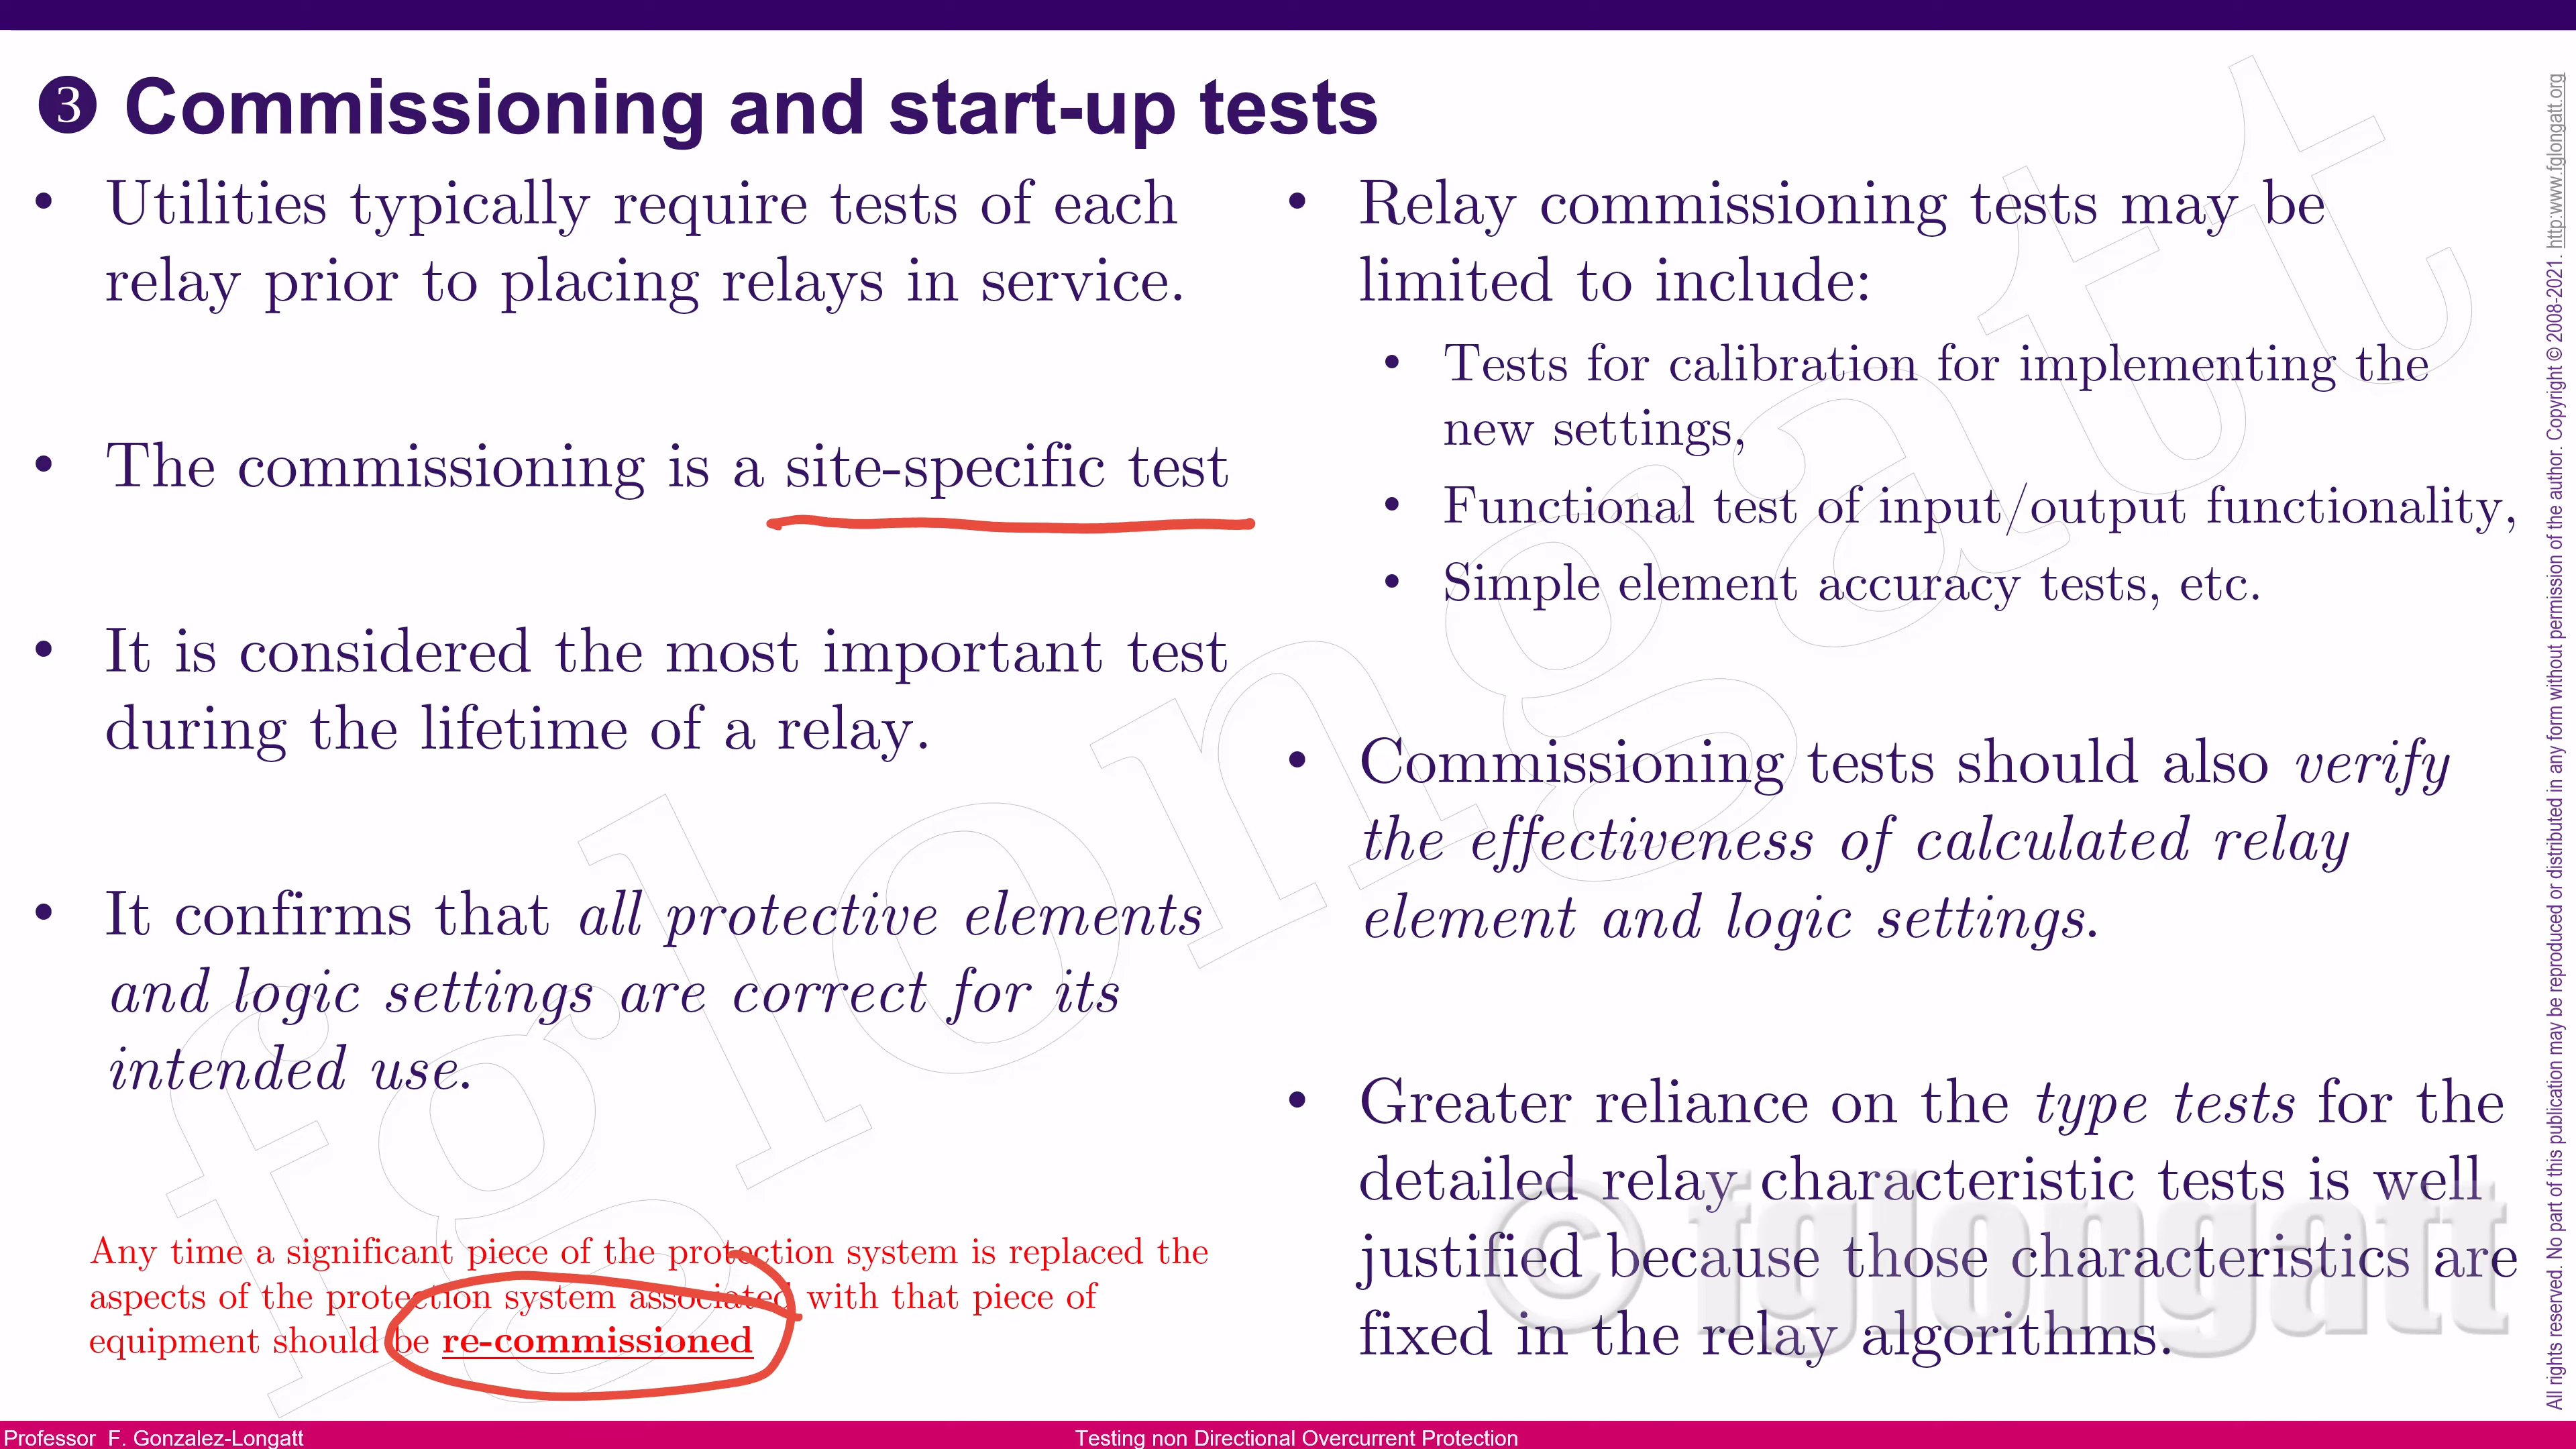 ❸ Commissioning and start-up tests
• Utilities typically require tests of each
relay prior to placing relays in service.
• The commissioning is a site-specific test
• It is considered the most important test
during the lifetime of a relay.
• It confirms that all protective elements
and logic settings are correct for its
intended use.
Any time a significant piece of the protection system is replaced the
aspects of the protection system associated with that piece of
equipment should be re-commissioned
• Relay commissioning tests may be
limited to include:
• Tests for calibration for implementing the
new settings,
• Functional test of input/output functionality,
• Simple element accuracy tests, etc.
• Commissioning tests should also verify
the effectiveness of calculated relay
element and logic settings.
• Greater reliance on the type tests for the
detailed relay characteristic tests is well
justified because those characteristics are
fixed in the relay algorithms.
fglongatt
© fglongatt
All rights reserved. No part of this publication may be reproduced or distributed in any form without permission of the author. Copyright © 2008-2021. http:www.fglongatt.org
Professor F. Gonzalez-Longatt
Testing non Directional Overcurrent Protection